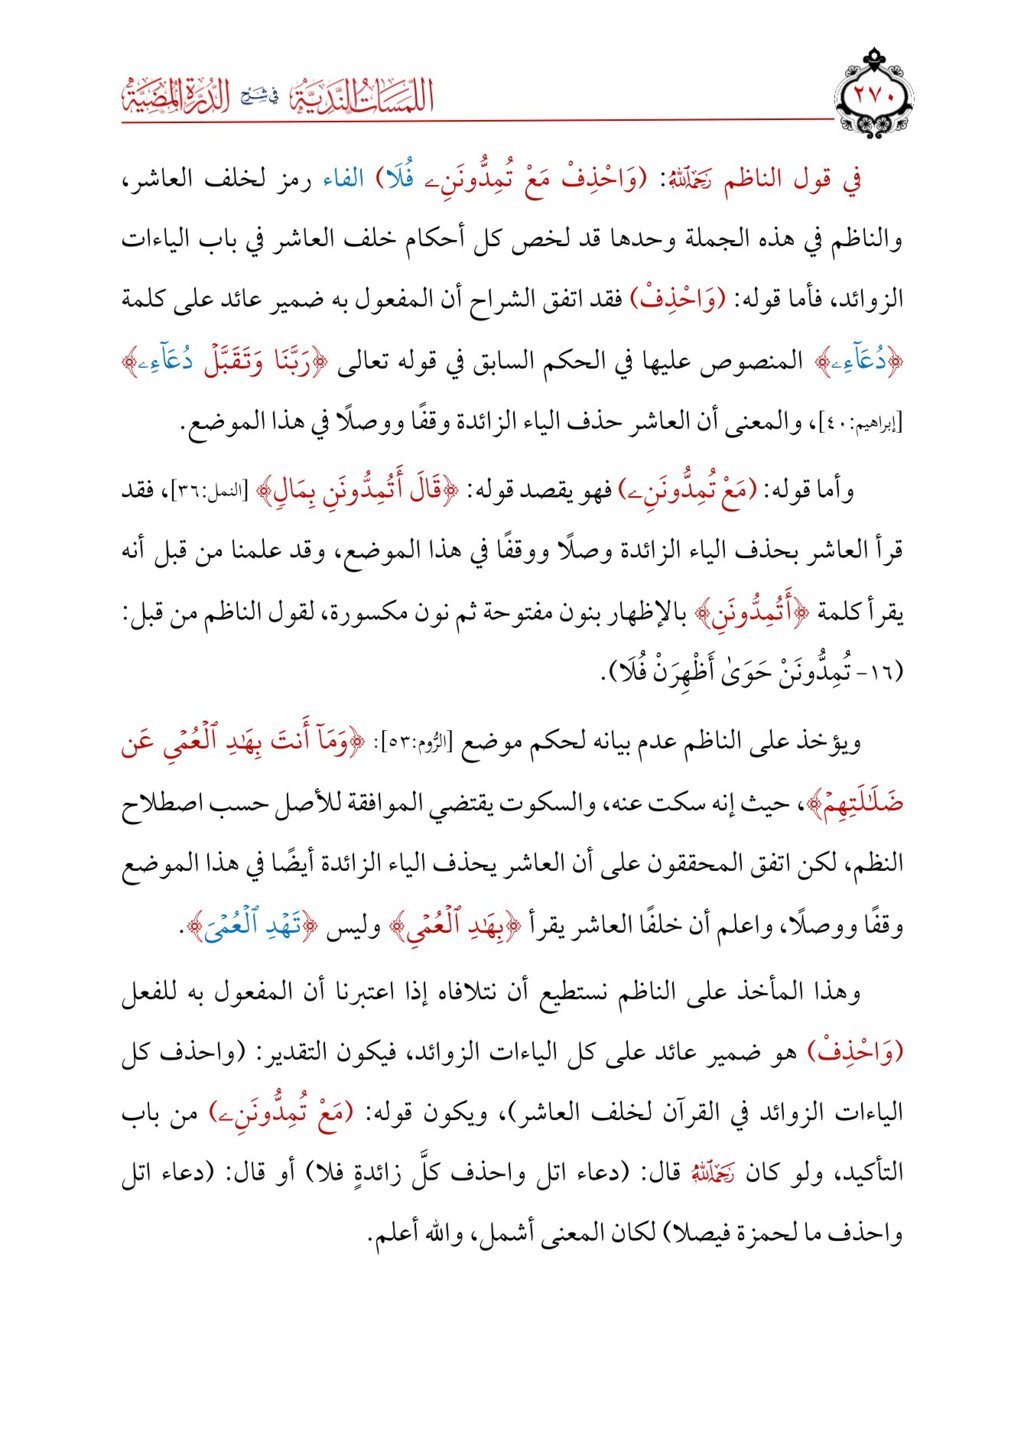 اللمسات الندية في شرح الدرة المضية
٢٧٠
في قول الناظم رحمه الله: (وَاحْذِفْ مَعْ تُمِدُّونَنِے فُلَا) الفاء رمز لخلف العاشر،
والناظم في هذه الجملة وحدها قد لخص كل أحكام خلف العاشر في باب الياءات
الزوائد، فأما قوله: (وَاحْذِفْ) فقد اتفق الشراح أن المفعول به ضمير عائد على كلمة
﴿دُعَآءِے﴾ المنصوص عليها في الحكم السابق في قوله تعالى ﴿رَبَّنَا وَتَقَبَّلْ دُعَآءِے﴾
[إبراهيم:٤٠]، والمعنى أن العاشر حذف الياء الزائدة وقفًا ووصلًا في هذا الموضع.
وأما قوله: (مَعْ تُمِدُّونَنِے) فهو يقصد قوله: ﴿قَالَ أَتُمِدُّونَنِ بِمَالٖ﴾ [النمل:٣٦]، فقد
قرأ العاشر بحذف الياء الزائدة وصلًا ووقفًا في هذا الموضع، وقد علمنا من قبل أنه
يقرأ كلمة ﴿أَتُمِدُّونَنِ﴾ بالإظهار بنون مفتوحة ثم نون مكسورة، لقول الناظم من قبل:
(١٦- تُمِدُّونَنْ حَوَىٰ أَظْهِرَنْ فُلَا).
ويؤخذ على الناظم عدم بيانه لحكم موضع [الرُّوم:٥٣]: ﴿وَمَآ أَنتَ بِهَٰدِ ٱلْعُمْيِ عَن
ضَلَٰلَتِهِمْ﴾، حيث إنه سكت عنه، والسكوت يقتضي الموافقة للأصل حسب اصطلاح
النظم، لكن اتفق المحققون على أن العاشر يحذف الياء الزائدة أيضًا في هذا الموضع
وقفًا ووصلًا، واعلم أن خلفًا العاشر يقرأ ﴿بِهَٰدِ ٱلْعُمْيِ﴾ وليس ﴿تَهْدِ ٱلْعُمْيَ﴾.
وهذا المأخذ على الناظم نستطيع أن نتلافاه إذا اعتبرنا أن المفعول به للفعل
(وَاحْذِفْ) هو ضمير عائد على كل الياءات الزوائد، فيكون التقدير: (واحذف كل
الياءات الزوائد في القرآن لخلف العاشر)، ويكون قوله: (مَعْ تُمِدُّونَنِے) من باب
التأكيد، ولو كان رحمه الله قال: (دعاء اتل واحذف كلَّ زائدةٍ فلا) أو قال: (دعاء اتل
واحذف ما لحمزة فيصلا) لكان المعنى أشمل، والله أعلم.